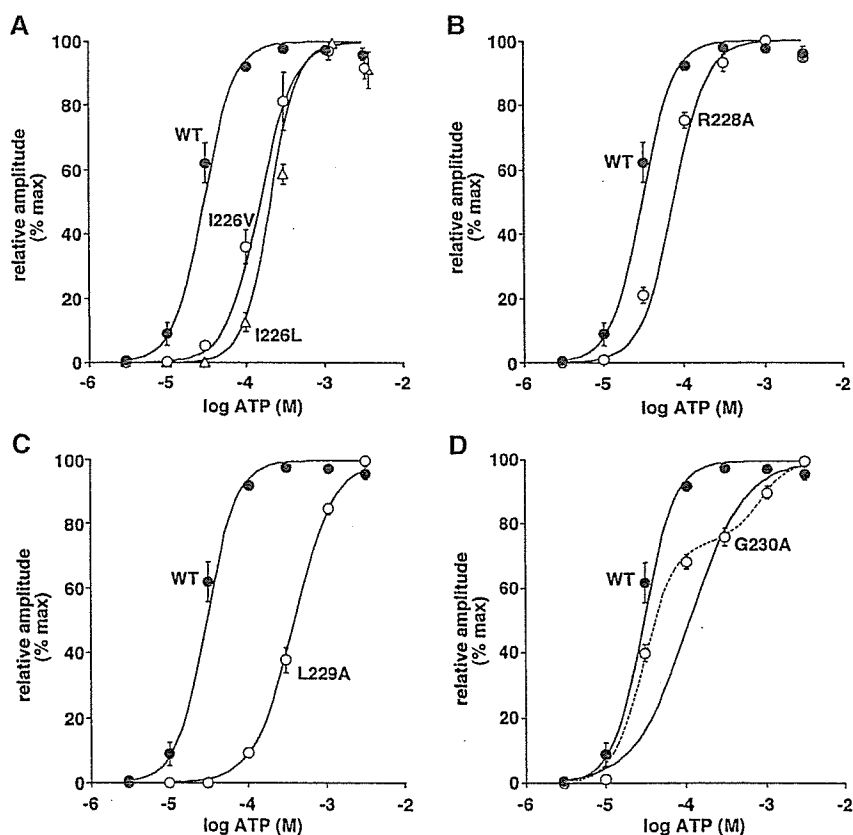 A
relative amplitude
(% max)
100
80
60
40
20
0
WT
I226V
I226L
-6
-5
-4
-3
-2
log ATP (M)
B
relative amplitude
(% max)
100
80
60
40
20
0
WT
R228A
-6
-5
-4
-3
-2
log ATP (M)
C
relative amplitude
(% max)
100
80
60
40
20
0
WT
L229A
-6
-5
-4
-3
-2
log ATP (M)
D
relative amplitude
(% max)
100
80
60
40
20
0
WT
G230A
-6
-5
-4
-3
-2
log ATP (M)